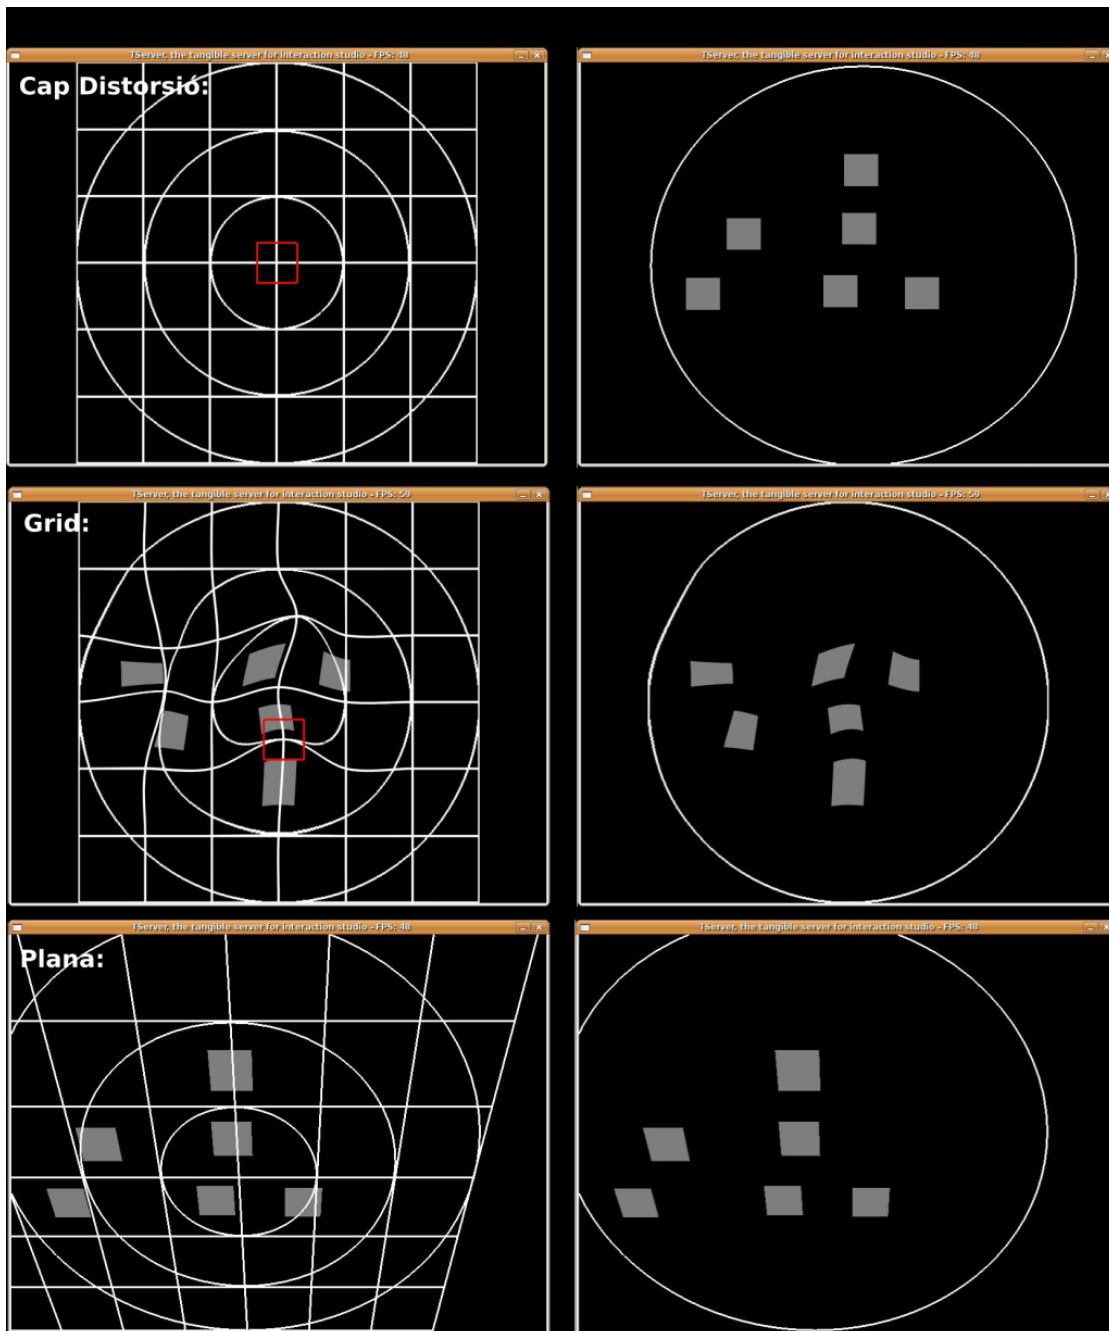 TServer, the tangible server for interaction studio - FPS: 48
TServer, the tangible server for interaction studio - FPS: 48
Cap Distorsió:
TServer, the tangible server for interaction studio - FPS: 59
TServer, the tangible server for interaction studio - FPS: 59
Grid:
TServer, the tangible server for interaction studio - FPS: 48
TServer, the tangible server for interaction studio - FPS: 48
Plana: